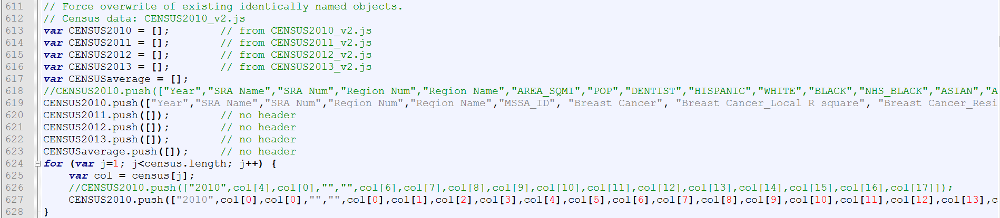 611 // Force overwrite of existing identically named objects.
612 // Census data: CENSUS2010_v2.js
613 var CENSUS2010 = []; // from CENSUS2010_v2.js
614 var CENSUS2011 = []; // from CENSUS2011_v2.js
615 var CENSUS2012 = []; // from CENSUS2012_v2.js
616 var CENSUS2013 = []; // from CENSUS2013_v2.js
617 var CENSUSaverage = [];
618 //CENSUS2010.push(["Year","SRA Name","SRA Num","Region Num","Region Name","AREA_SQMI","POP","DENTIST","HISPANIC","WHITE","BLACK","NHS_BLACK","ASIAN","A
619 CENSUS2010.push(["Year","SRA Name","SRA Num","Region Num","Region Name","MSSA_ID", "Breast Cancer", "Breast Cancer_Local R square", "Breast Cancer_Resi
620 CENSUS2011.push([]); // no header
621 CENSUS2012.push([]); // no header
622 CENSUS2013.push([]); // no header
623 CENSUSaverage.push([]); // no header
624 for (var j=1; j<census.length; j++) {
625 var col = census[j];
626 //CENSUS2010.push(["2010",col[4],col[0],"","",col[6],col[7],col[8],col[9],col[10],col[11],col[12],col[13],col[14],col[15],col[16],col[17]]);
627 CENSUS2010.push(["2010",col[0],col[0],"","",col[0],col[1],col[2],col[3],col[4],col[5],col[6],col[7],col[8],col[9],col[10],col[11],col[12],col[13],c
628 }